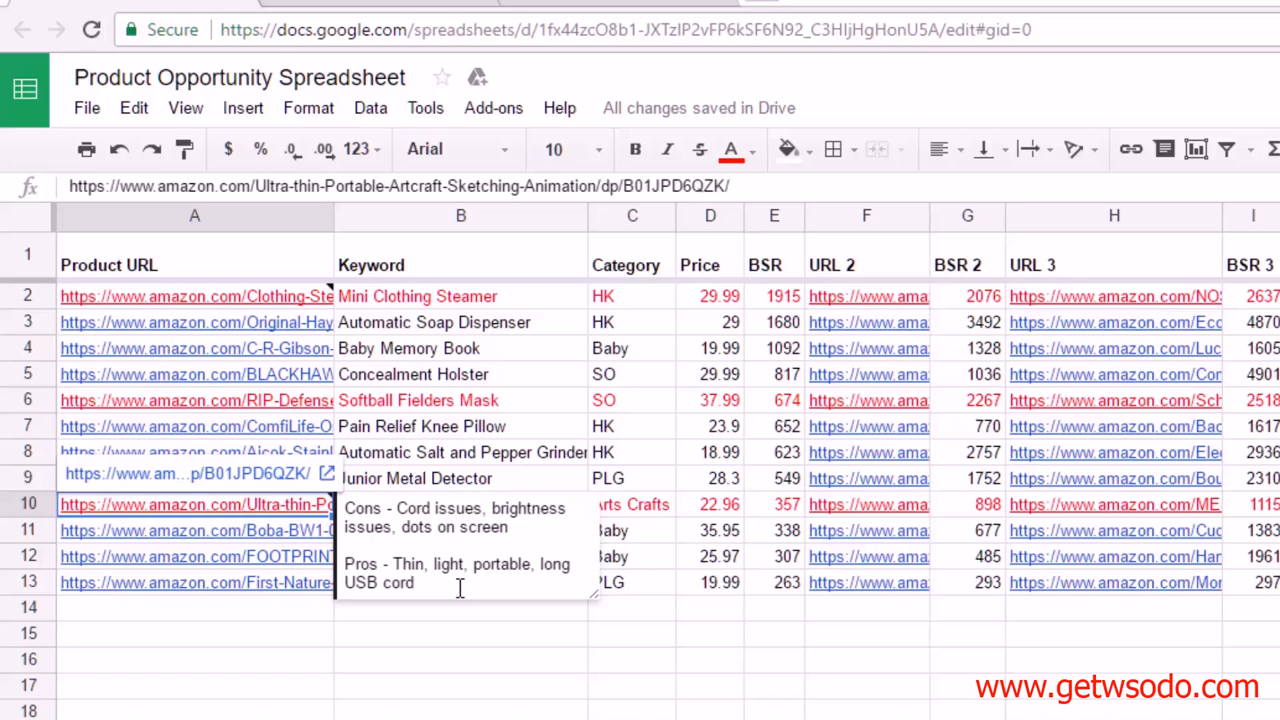 Secure https://docs.google.com/spreadsheets/d/1fx44zcO8b1-JXTzIP2vFP6kSF6N92_C3HIjHgHonU5A/edit#gid=0
Product Opportunity Spreadsheet
File Edit View Insert Format Data Tools Add-ons Help All changes saved in Drive
$ % .0 .00 123 Arial 10 B I S A
fx https://www.amazon.com/Ultra-thin-Portable-Artcraft-Sketching-Animation/dp/B01JPD6QZK/
A B C D E F G H I
1 Product URL Keyword Category Price BSR URL 2 BSR 2 URL 3 BSR 3
2 https://www.amazon.com/Clothing-Ste Mini Clothing Steamer HK 29.99 1915 https://www.ama 2076 https://www.amazon.com/NO 2637
3 https://www.amazon.com/Original-Hay Automatic Soap Dispenser HK 29 1680 https://www.ama 3492 https://www.amazon.com/Eco 4870
4 https://www.amazon.com/C-R-Gibson- Baby Memory Book Baby 19.99 1092 https://www.ama 1328 https://www.amazon.com/Luc 1605
5 https://www.amazon.com/BLACKHAW Concealment Holster SO 29.99 817 https://www.ama 1036 https://www.amazon.com/Con 4901
6 https://www.amazon.com/RIP-Defense Softball Fielders Mask SO 37.99 674 https://www.ama 2267 https://www.amazon.com/Sch 2518
7 https://www.amazon.com/ComfiLife-O Pain Relief Knee Pillow HK 23.9 652 https://www.ama 770 https://www.amazon.com/Bac 1617
8 https://www.amazon.com/Aicok-Stainl Automatic Salt and Pepper Grinder HK 18.99 623 https://www.ama 2757 https://www.amazon.com/Elec 2936
https://www.am...p/B01JPD6QZK/
9 Junior Metal Detector PLG 28.3 549 https://www.ama 1752 https://www.amazon.com/Bou 2310
10 https://www.amazon.com/Ultra-thin-Po Arts Crafts 22.96 357 https://www.ama 898 https://www.amazon.com/ME 1115
Cons - Cord issues, brightness
issues, dots on screen
Pros - Thin, light, portable, long
USB cord
11 https://www.amazon.com/Boba-BW1-0 Baby 35.95 338 https://www.ama 677 https://www.amazon.com/Cud 1383
12 https://www.amazon.com/FOOTPRINT Baby 25.97 307 https://www.ama 485 https://www.amazon.com/Har 1961
13 https://www.amazon.com/First-Nature- PLG 19.99 263 https://www.ama 293 https://www.amazon.com/Mor 297
14
15
16
17
18
www.getwsodo.com